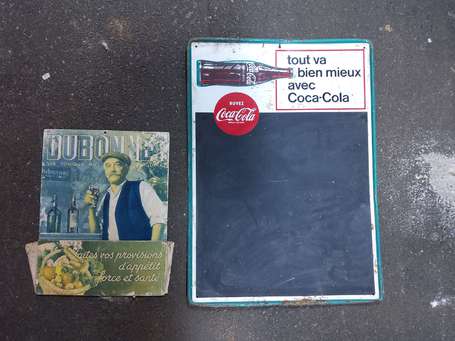 DUBONNET
Faites vos provisions
d'appétit
force et santé
tout va
bien mieux
avec
Coca-Cola
BUVEZ
Coca-Cola